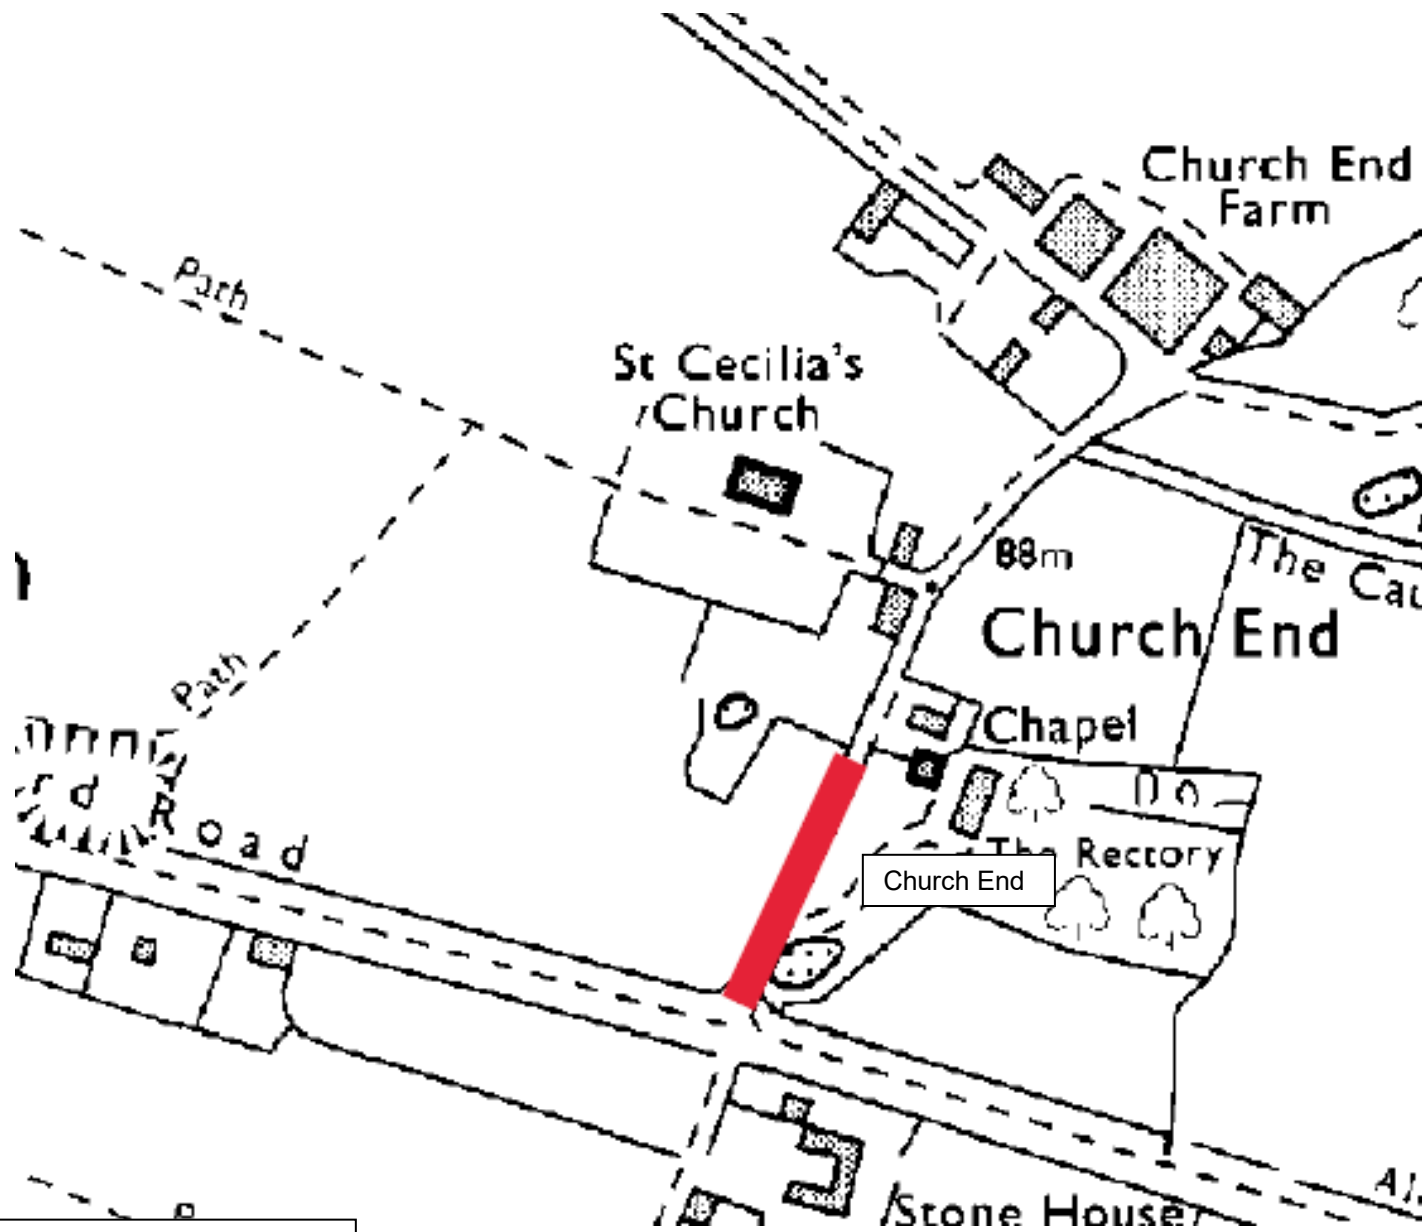 Church End
Farm
Path
St Cecilia's
Church
88m
The Cau
Church End
Path
Chapel
rd
Road
The Rectory
Church End
Stone House